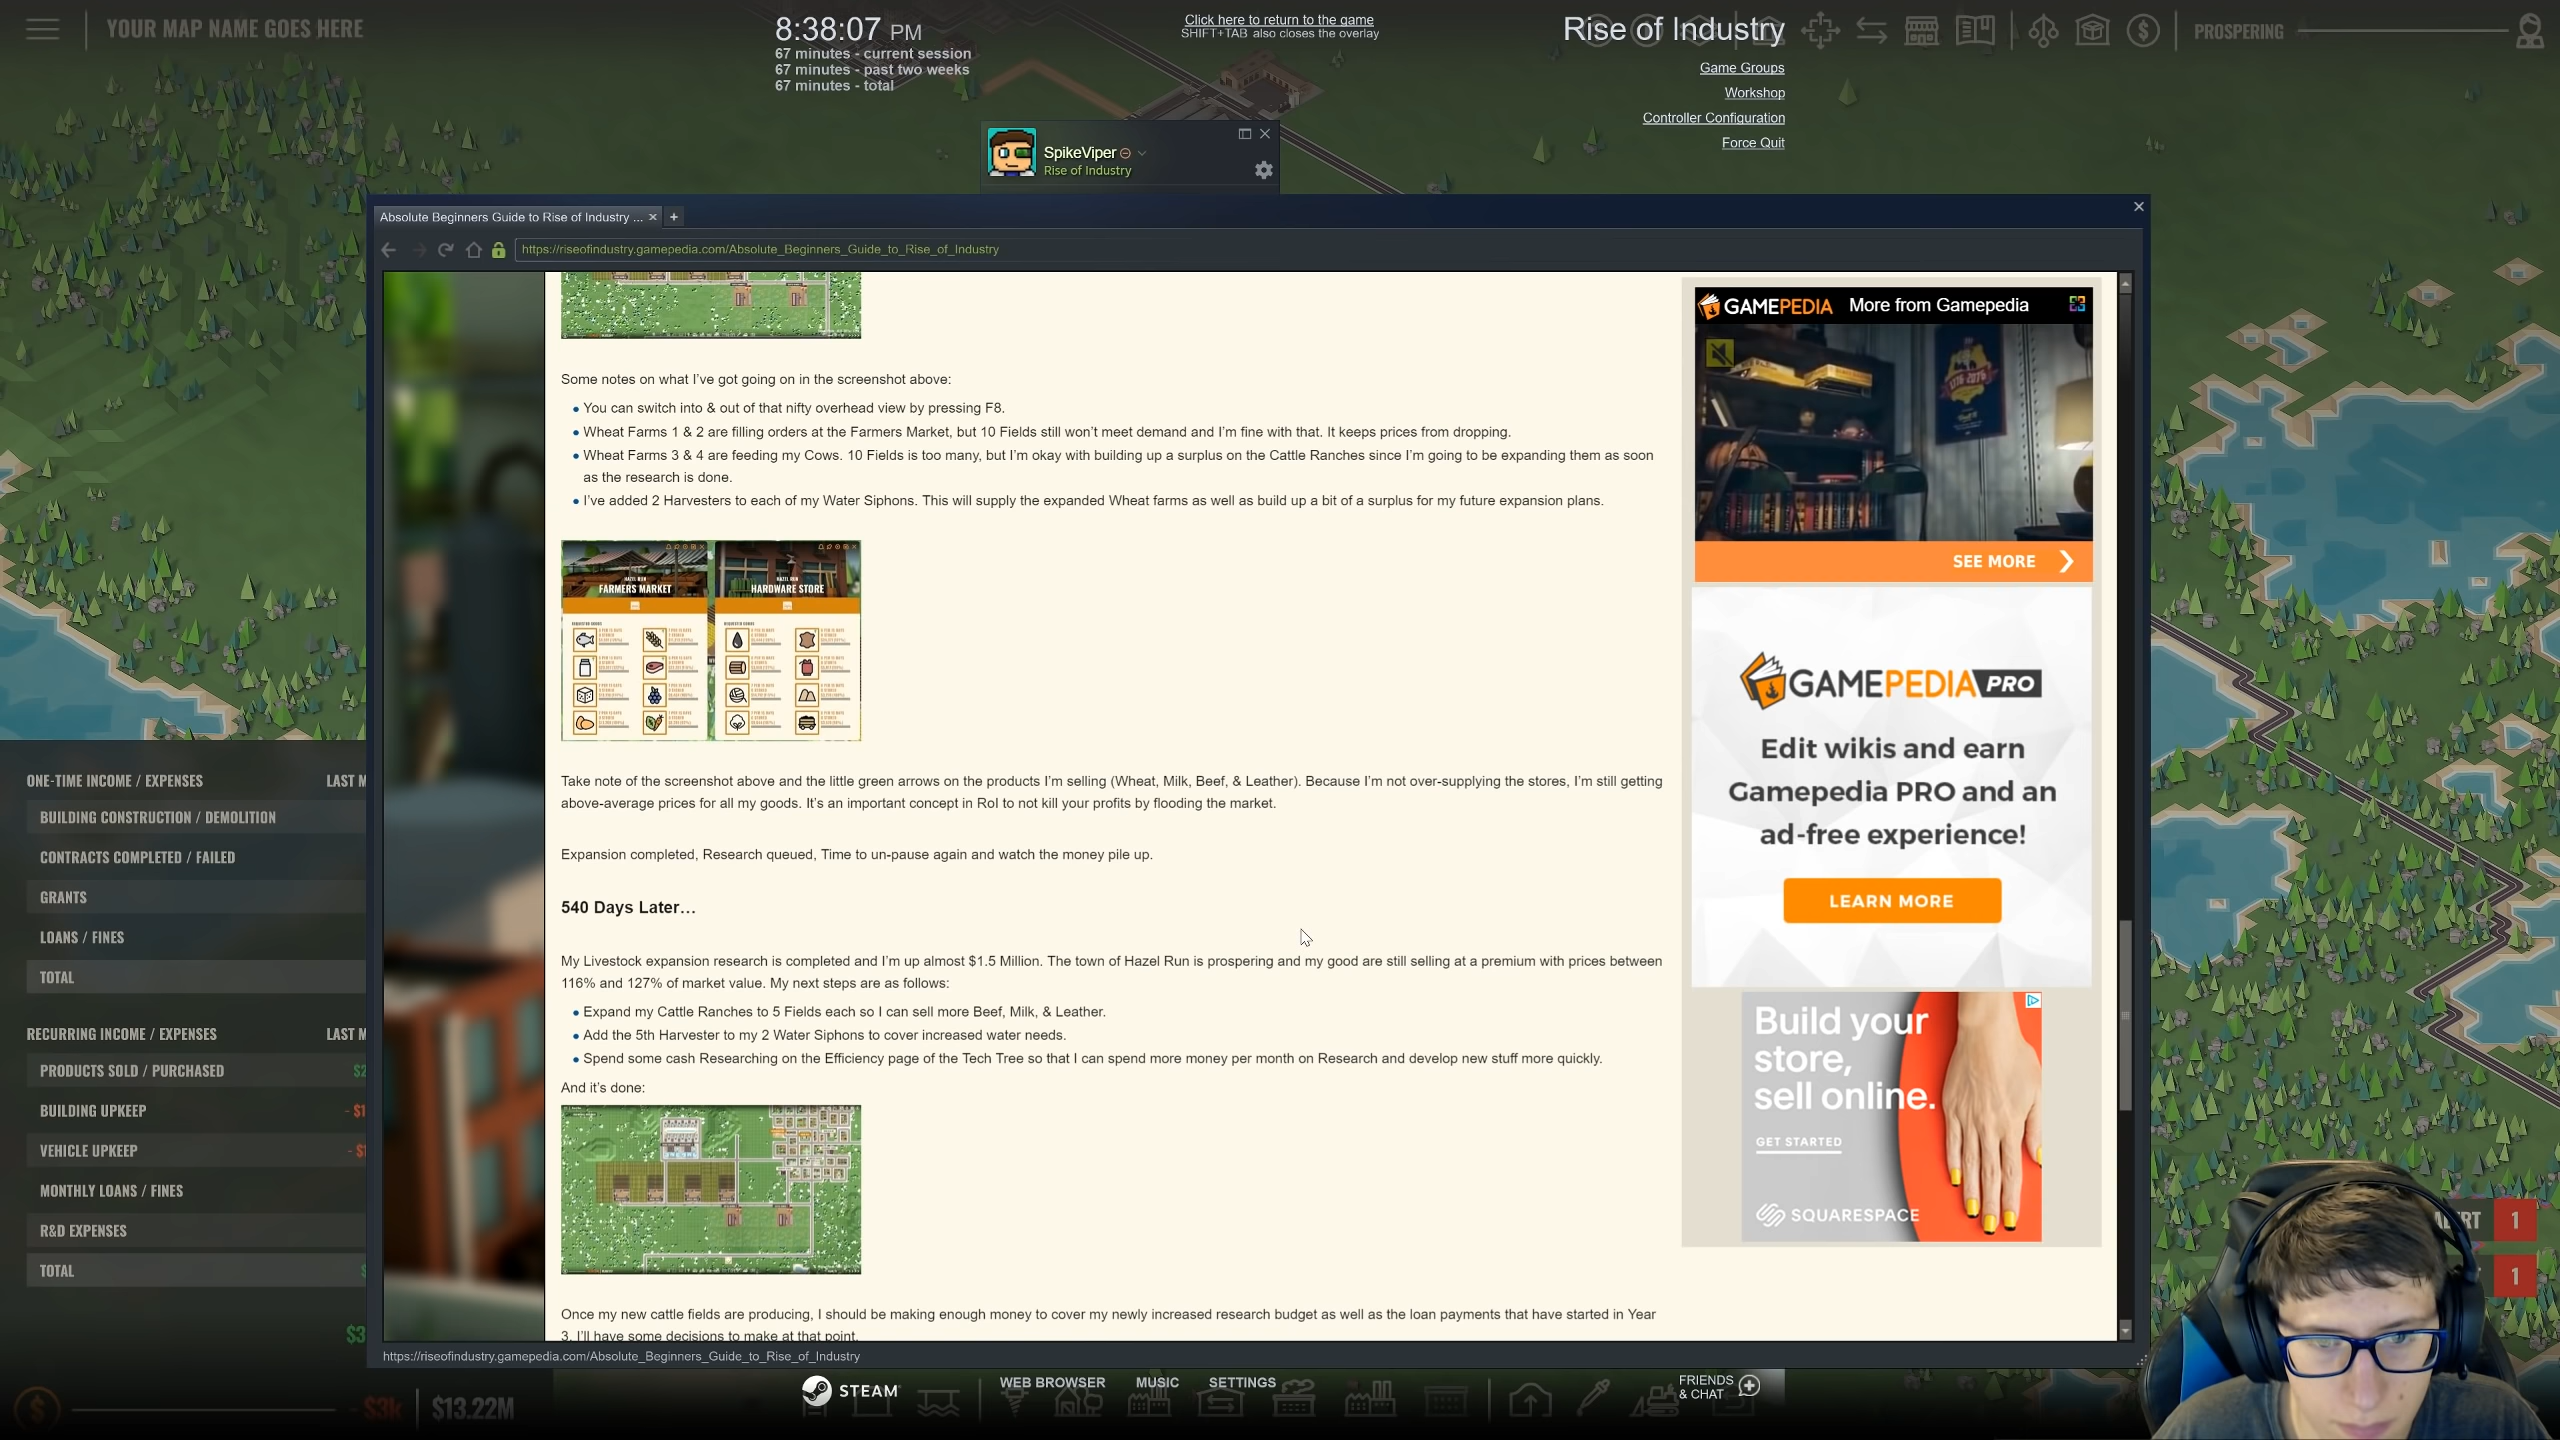 YOUR MAP NAME GOES HERE
8:38:07 PM
67 minutes - current session
67 minutes - past two weeks
67 minutes - total
Click here to return to the game
SHIFT+TAB also closes the overlay
Rise of Industry
Game Groups
Workshop
Controller Configuration
Force Quit
PROSPERING
SpikeViper
Rise of Industry
Absolute Beginners Guide to Rise of Industry ...
https://riseofindustry.gamepedia.com/Absolute_Beginners_Guide_to_Rise_of_Industry
Some notes on what I've got going on in the screenshot above:
You can switch into & out of that nifty overhead view by pressing F8.
Wheat Farms 1 & 2 are filling orders at the Farmers Market, but 10 Fields still won't meet demand and I'm fine with that. It keeps prices from dropping.
Wheat Farms 3 & 4 are feeding my Cows. 10 Fields is too many, but I'm okay with building up a surplus on the Cattle Ranches since I'm going to be expanding them as soon
as the research is done.
I've added 2 Harvesters to each of my Water Siphons. This will supply the expanded Wheat farms as well as build up a bit of a surplus for my future expansion plans.
HAZEL RUN
FARMERS MARKET
HAZEL RUN
HARDWARE STORE
Take note of the screenshot above and the little green arrows on the products I'm selling (Wheat, Milk, Beef, & Leather). Because I'm not over-supplying the stores, I'm still getting
above-average prices for all my goods. It's an important concept in RoI to not kill your profits by flooding the market.
Expansion completed, Research queued, Time to un-pause again and watch the money pile up.
540 Days Later…
My Livestock expansion research is completed and I'm up almost $1.5 Million. The town of Hazel Run is prospering and my good are still selling at a premium with prices between
116% and 127% of market value. My next steps are as follows:
Expand my Cattle Ranches to 5 Fields each so I can sell more Beef, Milk, & Leather.
Add the 5th Harvester to my 2 Water Siphons to cover increased water needs.
Spend some cash Researching on the Efficiency page of the Tech Tree so that I can spend more money per month on Research and develop new stuff more quickly.
And it's done:
Once my new cattle fields are producing, I should be making enough money to cover my newly increased research budget as well as the loan payments that have started in Year
3. I'll have some decisions to make at that point.
GAMEPEDIA More from Gamepedia
1776-2076
SEE MORE
GAMEPEDIA PRO
Edit wikis and earn
Gamepedia PRO and an
ad-free experience!
LEARN MORE
Build your
store,
sell online.
GET STARTED
SQUARESPACE
ONE-TIME INCOME / EXPENSES LAST M
BUILDING CONSTRUCTION / DEMOLITION
CONTRACTS COMPLETED / FAILED
GRANTS
LOANS / FINES
TOTAL
RECURRING INCOME / EXPENSES LAST M
PRODUCTS SOLD / PURCHASED $2
BUILDING UPKEEP - $1
VEHICLE UPKEEP - $1
MONTHLY LOANS / FINES
R&D EXPENSES
TOTAL $
$3
- $3k
$13.22M
https://riseofindustry.gamepedia.com/Absolute_Beginners_Guide_to_Rise_of_Industry
STEAM
WEB BROWSER
MUSIC
SETTINGS
FRIENDS
& CHAT
1
1